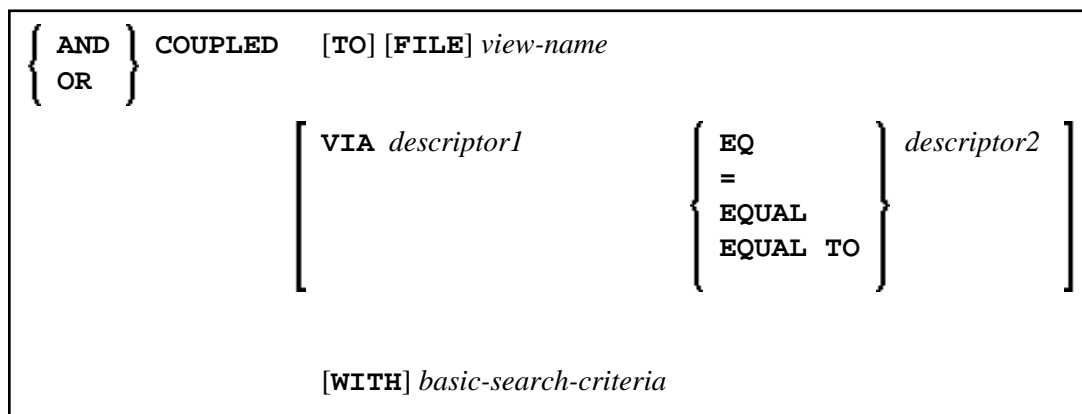 AND COUPLED [TO] [FILE] view-name
OR
VIA descriptor1 EQ descriptor2
=
EQUAL
EQUAL TO
[WITH] basic-search-criteria